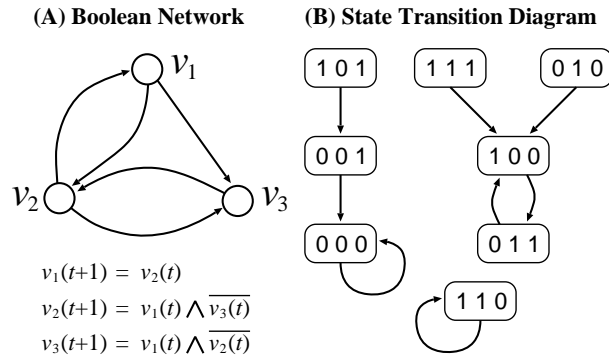 (A) Boolean Network
v₁
v₂
v₃
v₁(t+1) = v₂(t)
v₂(t+1) = v₁(t) ∧ v̅₃̅(̅t̅)̅
v₃(t+1) = v₁(t) ∧ v̅₂̅(̅t̅)̅
(B) State Transition Diagram
1 0 1
1 1 1
0 1 0
0 0 1
1 0 0
0 0 0
0 1 1
1 1 0